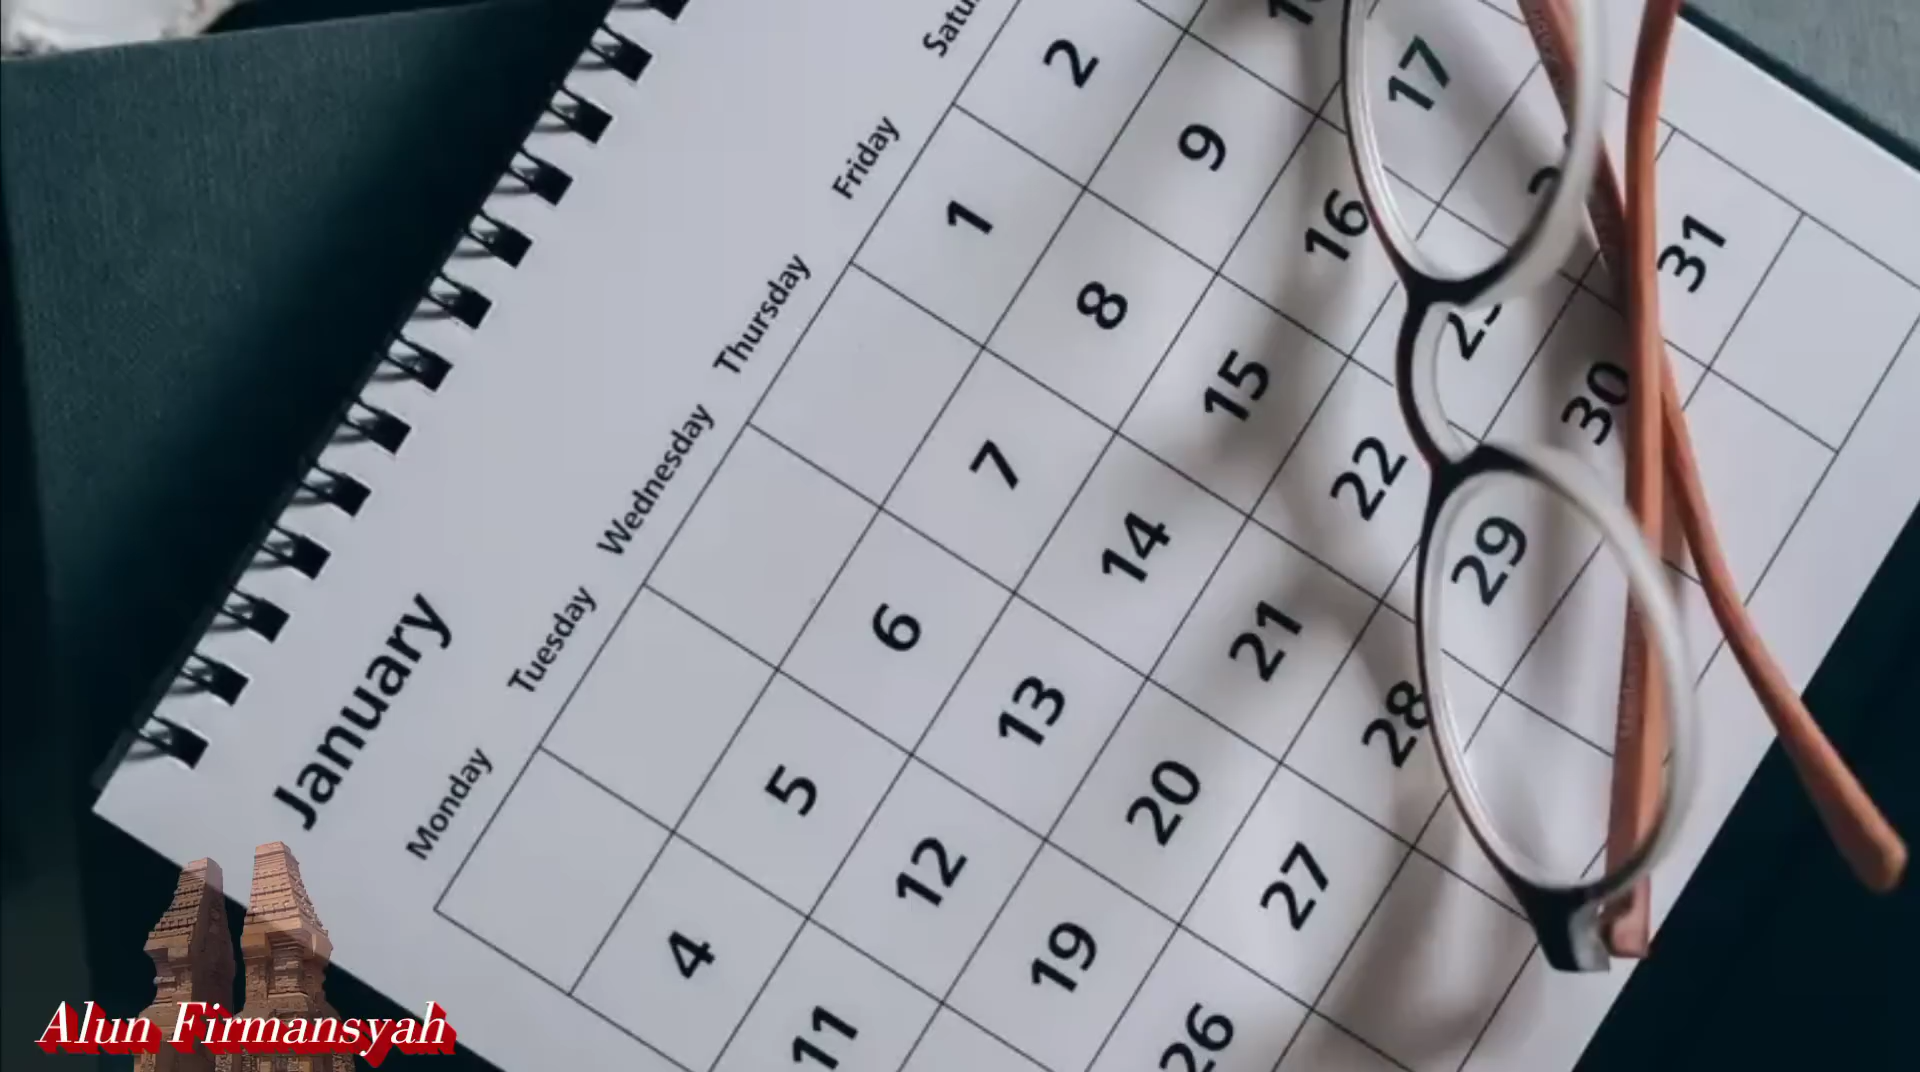 January
Monday Tuesday Wednesday Thursday Friday Satu
1 2
4 5 6 7 8 9
11 12 13 14 15 16 17
19 20 21 22
26 27 28 29 30 31
Alun Firmansyah